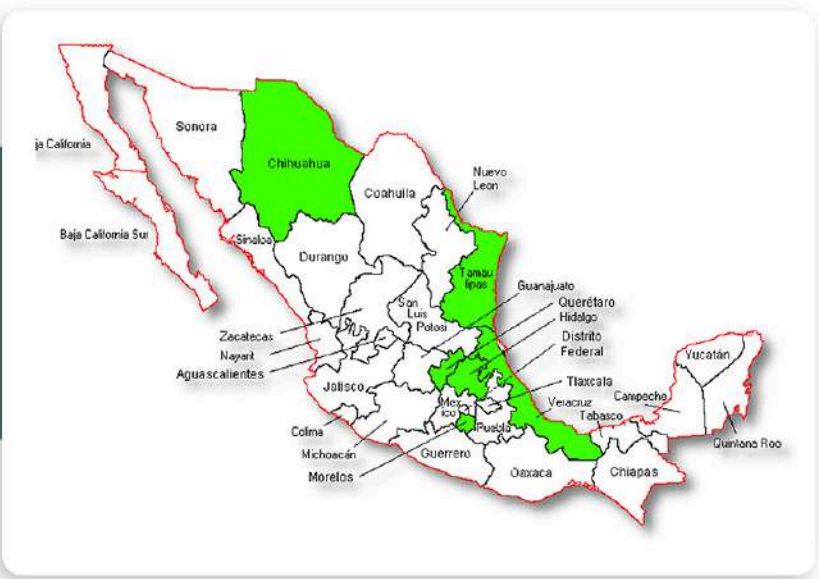 Sonora
Chihuahua
ja California
Nuevo
Leon
Coahuila
Baja California Sur
Sinaloa
Durango
Tamau
lipas
Guanajuato
San
Luis
Potosi
Querétaro
Hidalgo
Zacatecas
Distrito
Federal
Nayarit
Yucatán
Aguascalientes
Tlaxcala
Jalisco
Campeche
Mex
ico
Veracruz
Tabasco
Colima
Puebla
Quintana Roo
Michoacán
Guerrero
Morelos
Oaxaca
Chiapas